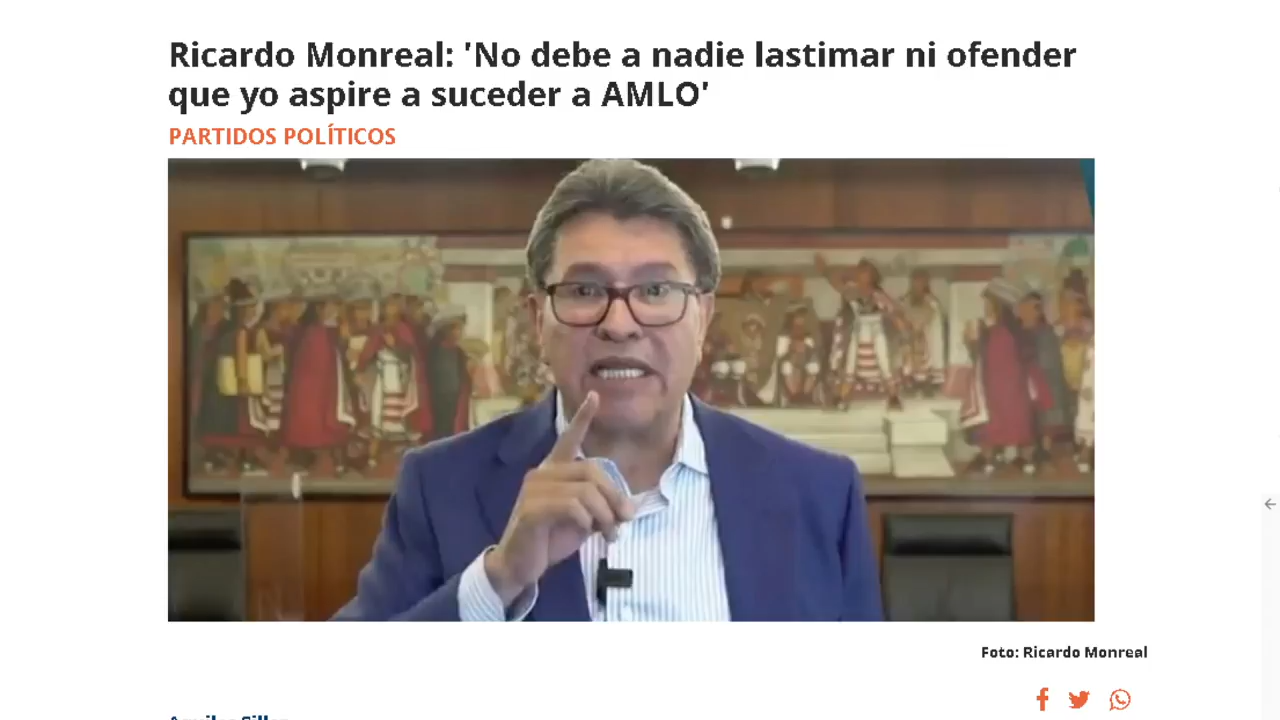 Ricardo Monreal: 'No debe a nadie lastimar ni ofender
que yo aspire a suceder a AMLO'
PARTIDOS POLÍTICOS
Foto: Ricardo Monreal